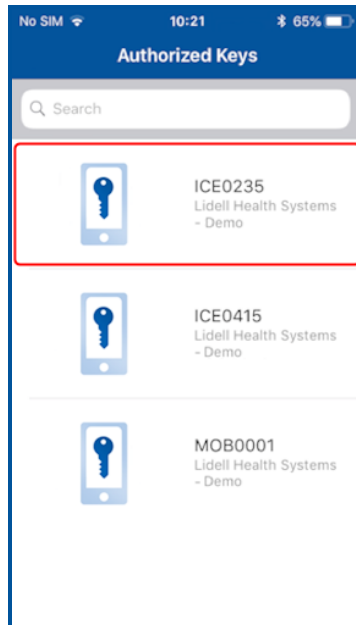 No SIM 10:21 65%
Authorized Keys
Search
ICE0235
Lidell Health Systems
- Demo
ICE0415
Lidell Health Systems
- Demo
MOB0001
Lidell Health Systems
- Demo